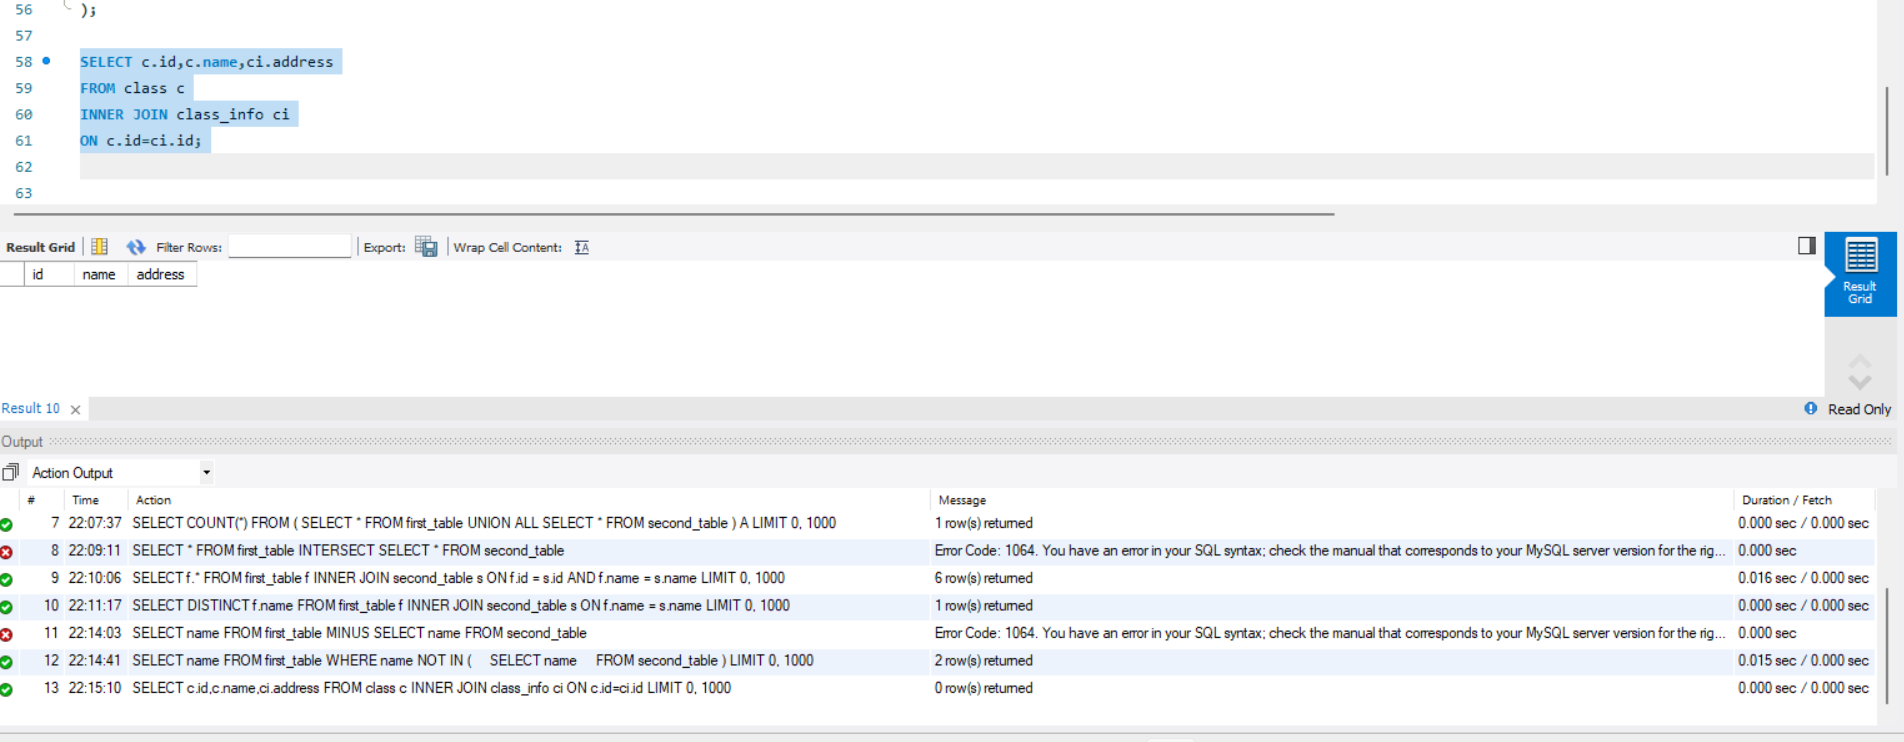 56 );
57
58 SELECT c.id,c.name,ci.address
59 FROM class c
60 INNER JOIN class_info ci
61 ON c.id=ci.id;
62
63
Result Grid Filter Rows: Export: Wrap Cell Content:
id name address
Result Grid
Result 10 Read Only
Output
Action Output
# Time Action Message Duration / Fetch
7 22:07:37 SELECT COUNT(*) FROM ( SELECT * FROM first_table UNION ALL SELECT * FROM second_table ) A LIMIT 0, 1000 1 row(s) returned 0.000 sec / 0.000 sec
8 22:09:11 SELECT * FROM first_table INTERSECT SELECT * FROM second_table Error Code: 1064. You have an error in your SQL syntax; check the manual that corresponds to your MySQL server version for the rig... 0.000 sec
9 22:10:06 SELECT f.* FROM first_table f INNER JOIN second_table s ON f.id = s.id AND f.name = s.name LIMIT 0, 1000 6 row(s) returned 0.016 sec / 0.000 sec
10 22:11:17 SELECT DISTINCT f.name FROM first_table f INNER JOIN second_table s ON f.name = s.name LIMIT 0, 1000 1 row(s) returned 0.000 sec / 0.000 sec
11 22:14:03 SELECT name FROM first_table MINUS SELECT name FROM second_table Error Code: 1064. You have an error in your SQL syntax; check the manual that corresponds to your MySQL server version for the rig... 0.000 sec
12 22:14:41 SELECT name FROM first_table WHERE name NOT IN ( SELECT name FROM second_table ) LIMIT 0, 1000 2 row(s) returned 0.015 sec / 0.000 sec
13 22:15:10 SELECT c.id,c.name,ci.address FROM class c INNER JOIN class_info ci ON c.id=ci.id LIMIT 0, 1000 0 row(s) returned 0.000 sec / 0.000 sec